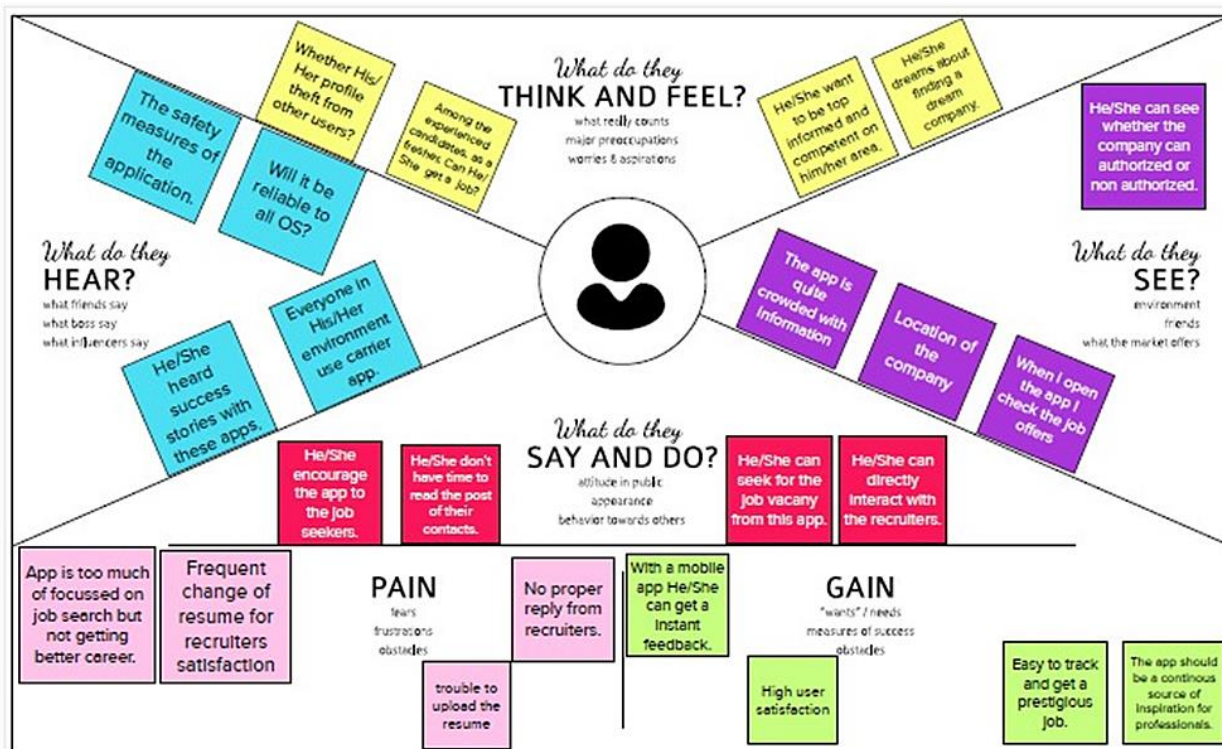 What do they
THINK AND FEEL?
what really counts
major preocupations
worries & aspirations
Whether His/
Her profile
theft from
other users?
Among the
experienced
candidates, as a
fresher, Can He/
She get a job?
He/She want
to be top
informed and
competent on
him/her area.
He/She
dreams about
finding a
dream
company.
What do they
HEAR?
what friends say
what boss say
what influencers say
The safety
measures of
the
application.
Will it be
reliable to
all OS?
He/She
heard
success
stories with
these apps.
Everyone in
His/Her
environment
use carrier
app.
What do they
SEE?
environment
friends
what the market offers
He/She can see
whether the
company can
authorized or
non authorized.
The app is
quite
crowded with
Information
Location of
the
company
When I open
the app I
check the job
offers
What do they
SAY AND DO?
attitude in public
appearance
behavior towards others
He/She
encourage
the app to
the job
seekers.
He/She don't
have time to
read the post
of their
contacts.
He/She can
seek for the
job vacany
from this app.
He/She can
directly
interact with
the recruiters.
PAIN
fears
frustrations
obstacles
App is too much
of focussed on
job search but
not getting
better career.
Frequent
change of
resume for
recruiters
satisfaction
No proper
reply from
recruiters.
trouble to
upload the
resume
GAIN
"wants" / needs
measures of success
obstacles
With a mobile
app He/She
can get a
instant
feedback.
High user
satisfaction
Easy to track
and get a
prestigious
job.
The app should
be a continous
source of
inspiration for
professionals.